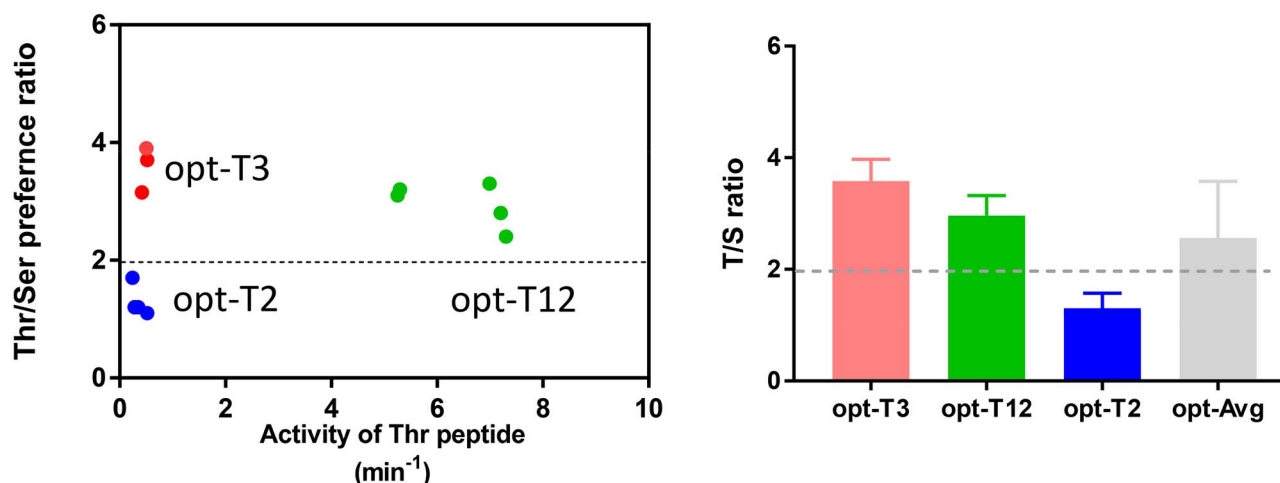 Thr/Ser prefernce ratio
6
4
2
0
opt-T3
opt-T2
opt-T12
0 2 4 6 8 10
Activity of Thr peptide
(min⁻¹)
T/S ratio
6
4
2
0
opt-T3 opt-T12 opt-T2 opt-Avg